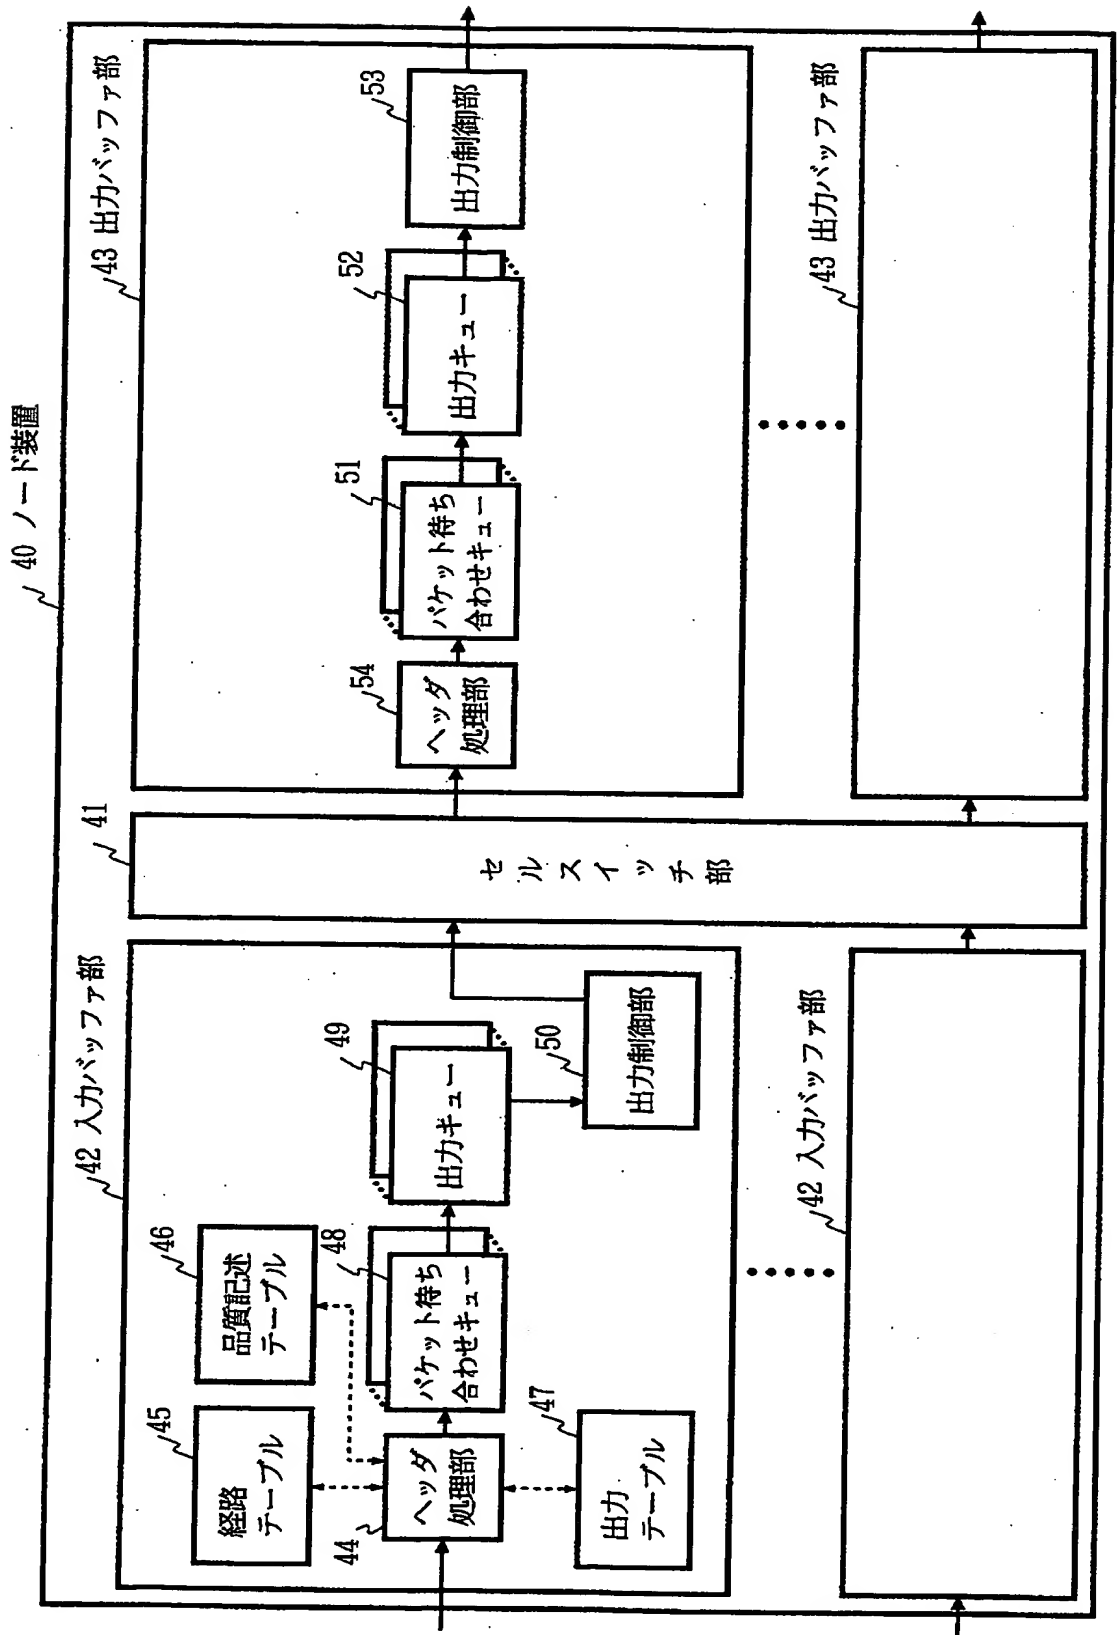 40 ノード装置
42 入力バッファ部
45
経路
テーブル
46
品質記述
テーブル
44
ヘッダ
処理部
48
パケット待ち
合わせキュー
49
出力キュー
47
出力
テーブル
50
出力制御部
42 入力バッファ部
41
セルスイッチ部
43 出力バッファ部
54
ヘッダ
処理部
51
パケット待ち
合わせキュー
52
出力キュー
53
出力制御部
43 出力バッファ部